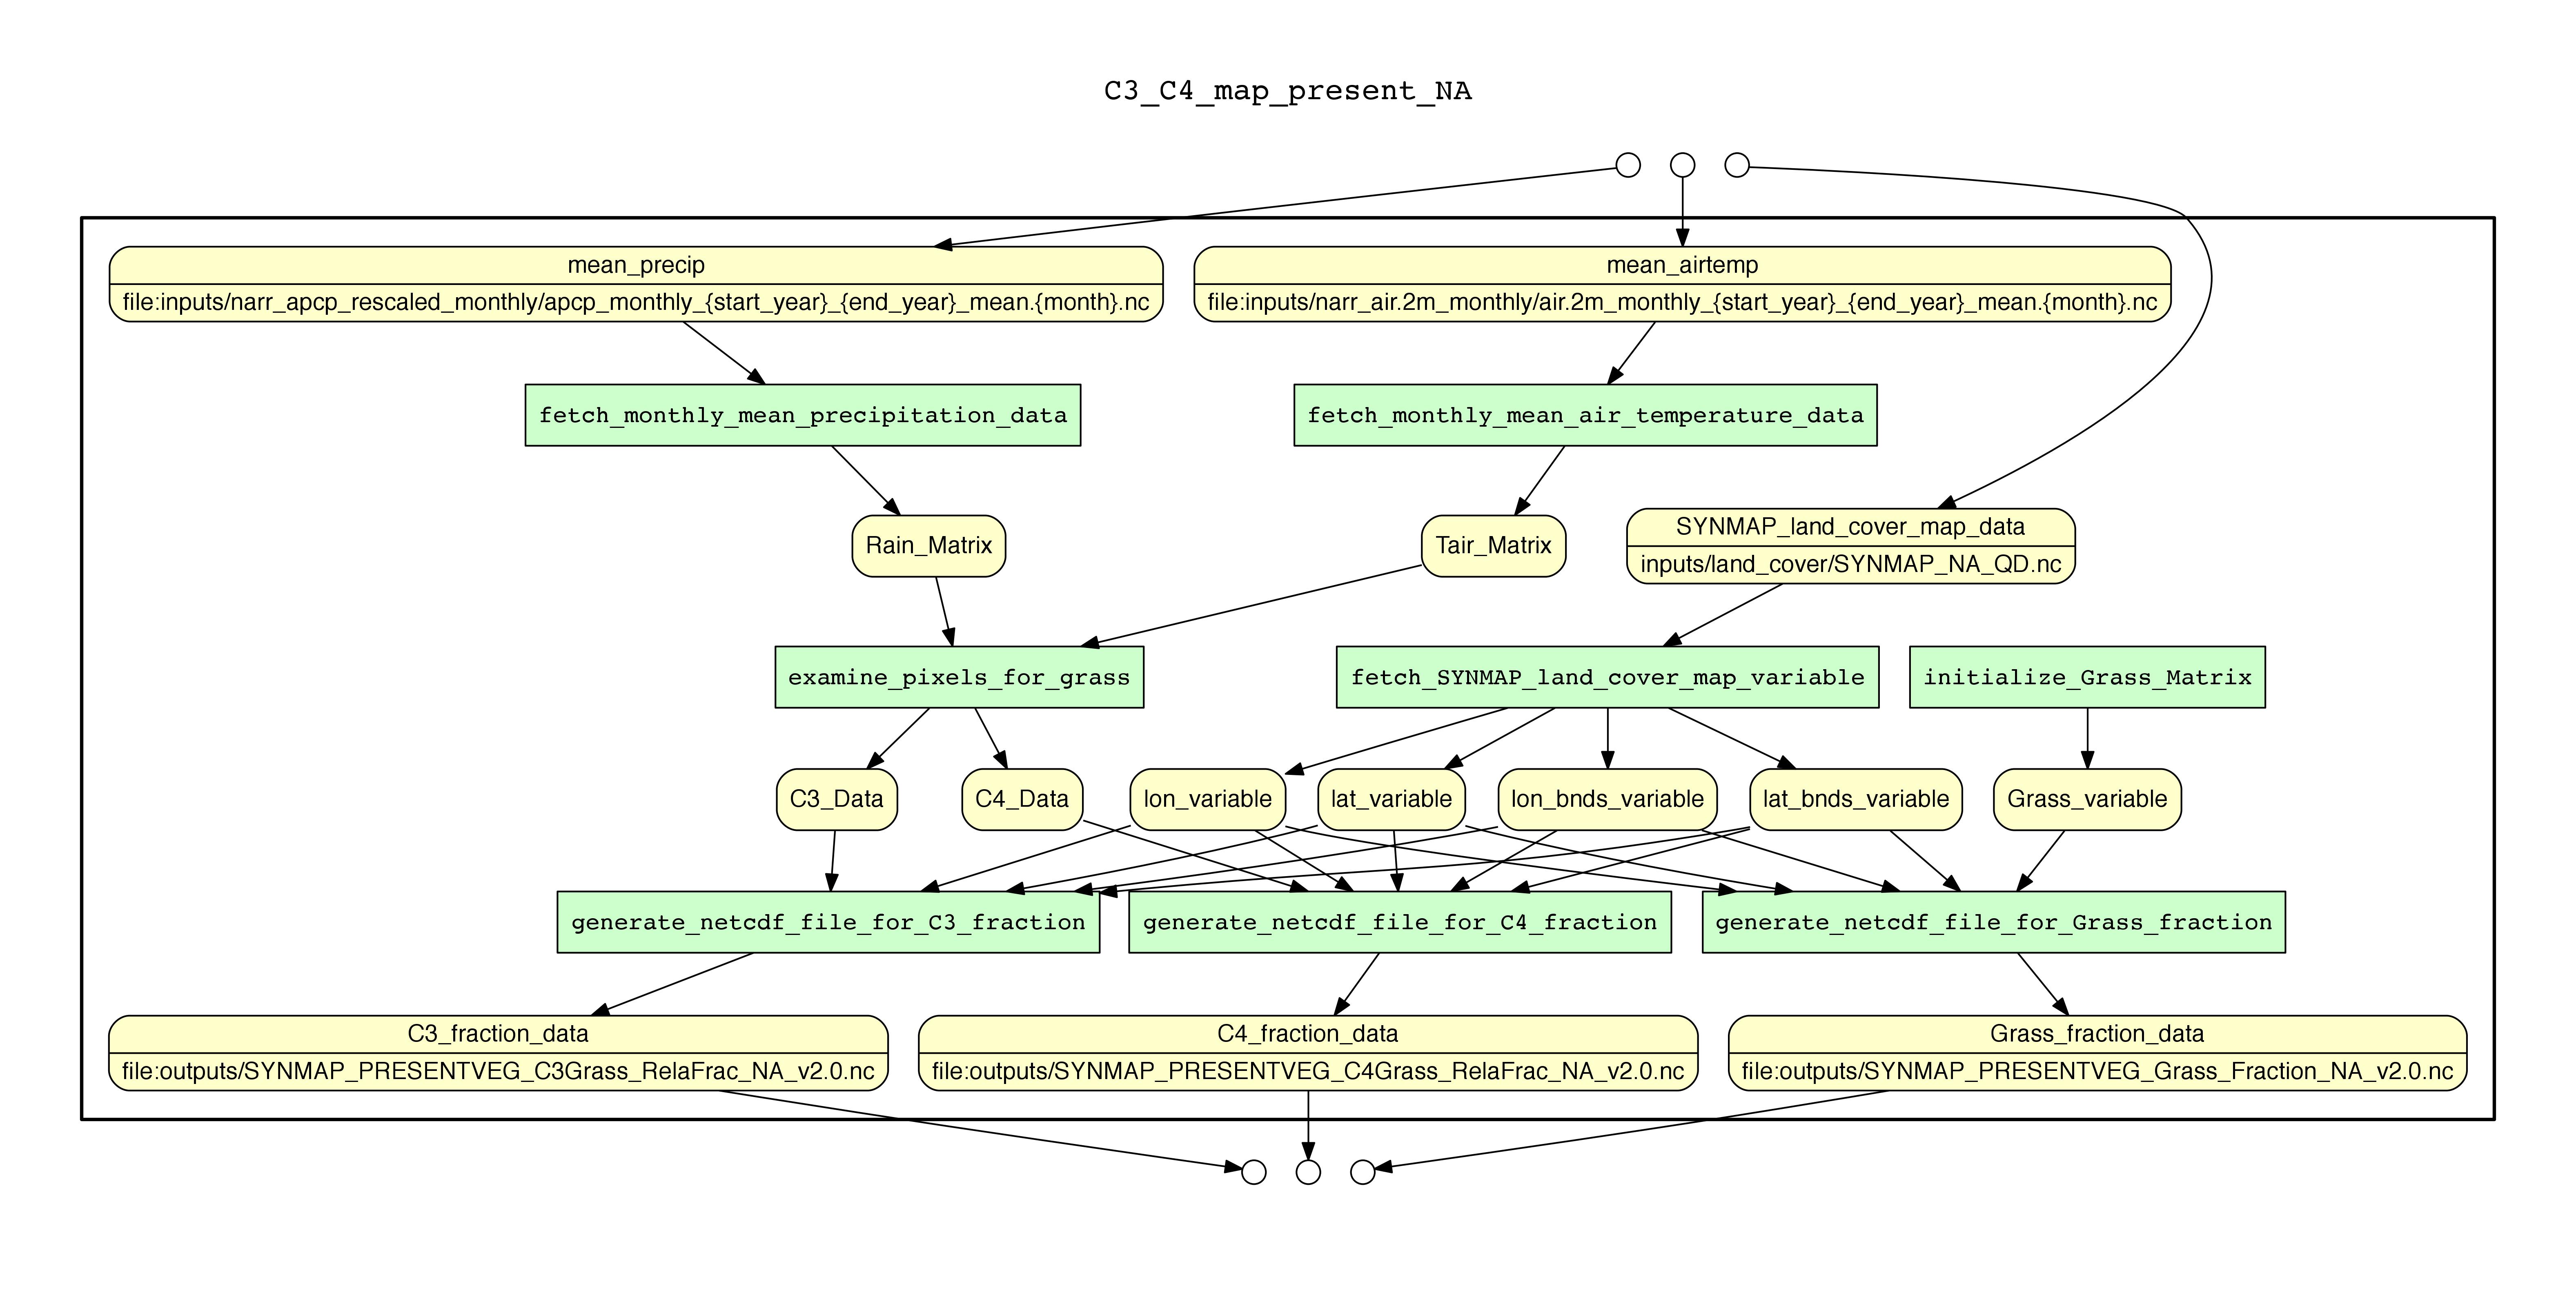 C3_C4_map_present_NA
mean_precip
file:inputs/narr_apcp_rescaled_monthly/apcp_monthly_{start_year}_{end_year}_mean.{month}.nc
mean_airtemp
file:inputs/narr_air.2m_monthly/air.2m_monthly_{start_year}_{end_year}_mean.{month}.nc
fetch_monthly_mean_precipitation_data
fetch_monthly_mean_air_temperature_data
Rain_Matrix
Tair_Matrix
SYNMAP_land_cover_map_data
inputs/land_cover/SYNMAP_NA_QD.nc
examine_pixels_for_grass
fetch_SYNMAP_land_cover_map_variable
initialize_Grass_Matrix
C3_Data
C4_Data
lon_variable
lat_variable
lon_bnds_variable
lat_bnds_variable
Grass_variable
generate_netcdf_file_for_C3_fraction
generate_netcdf_file_for_C4_fraction
generate_netcdf_file_for_Grass_fraction
C3_fraction_data
file:outputs/SYNMAP_PRESENTVEG_C3Grass_RelaFrac_NA_v2.0.nc
C4_fraction_data
file:outputs/SYNMAP_PRESENTVEG_C4Grass_RelaFrac_NA_v2.0.nc
Grass_fraction_data
file:outputs/SYNMAP_PRESENTVEG_Grass_Fraction_NA_v2.0.nc